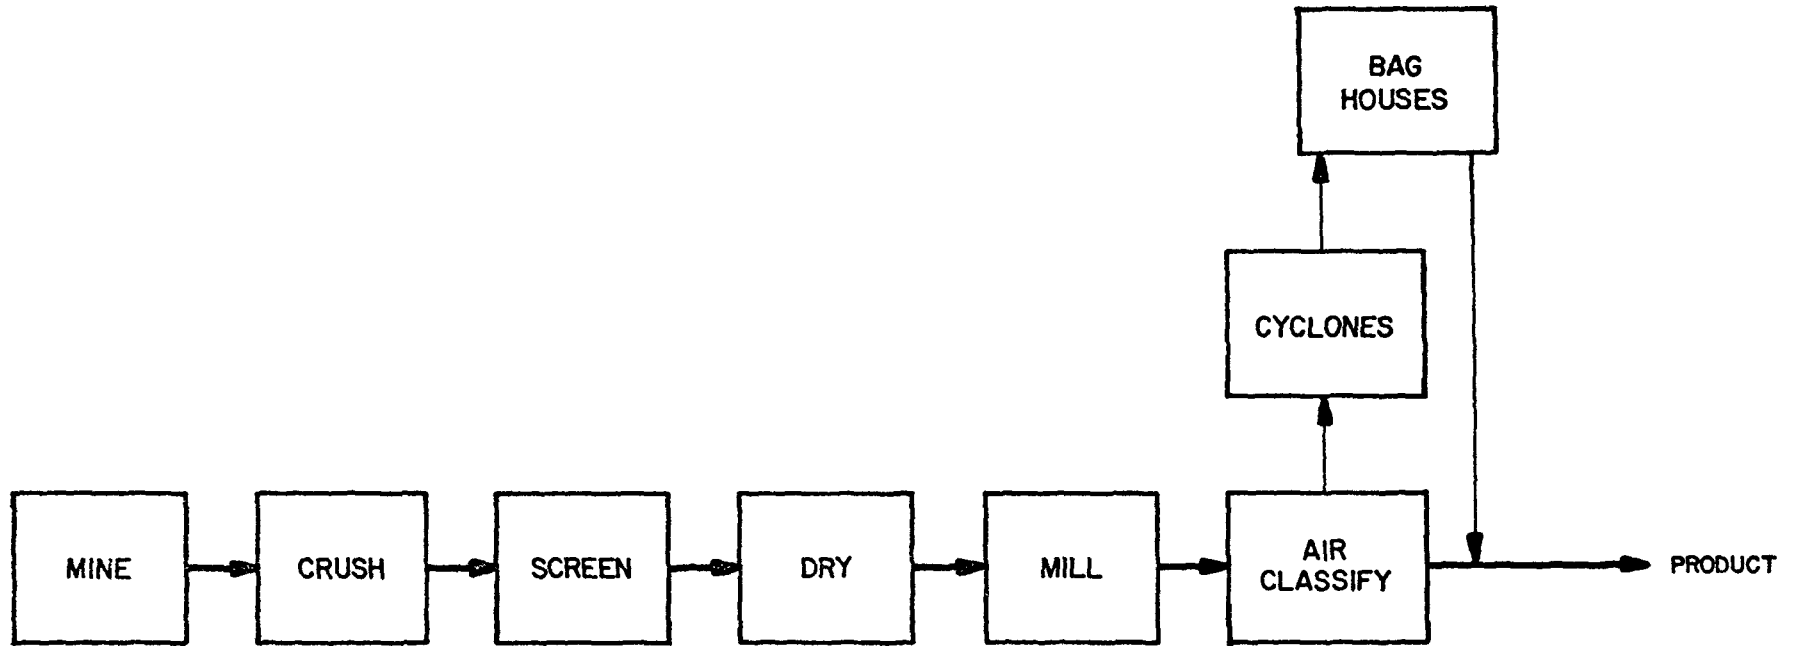 BAG
HOUSES
CYCLONES
MINE
CRUSH
SCREEN
DRY
MILL
AIR
CLASSIFY
PRODUCT